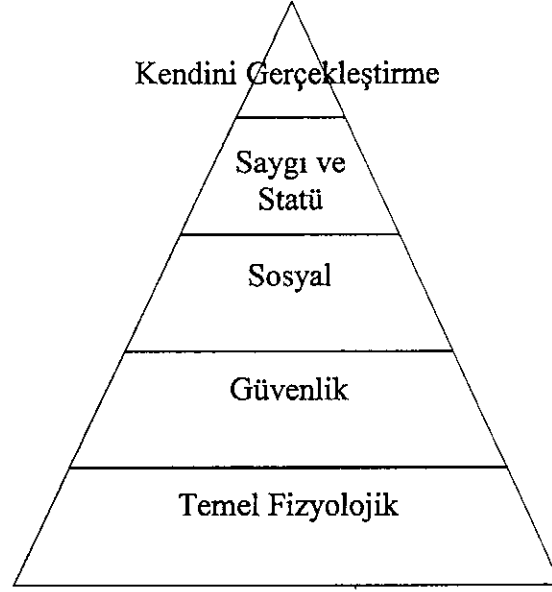 Kendini Gerçekleştirme
Saygı ve
Statü
Sosyal
Güvenlik
Temel Fizyolojik